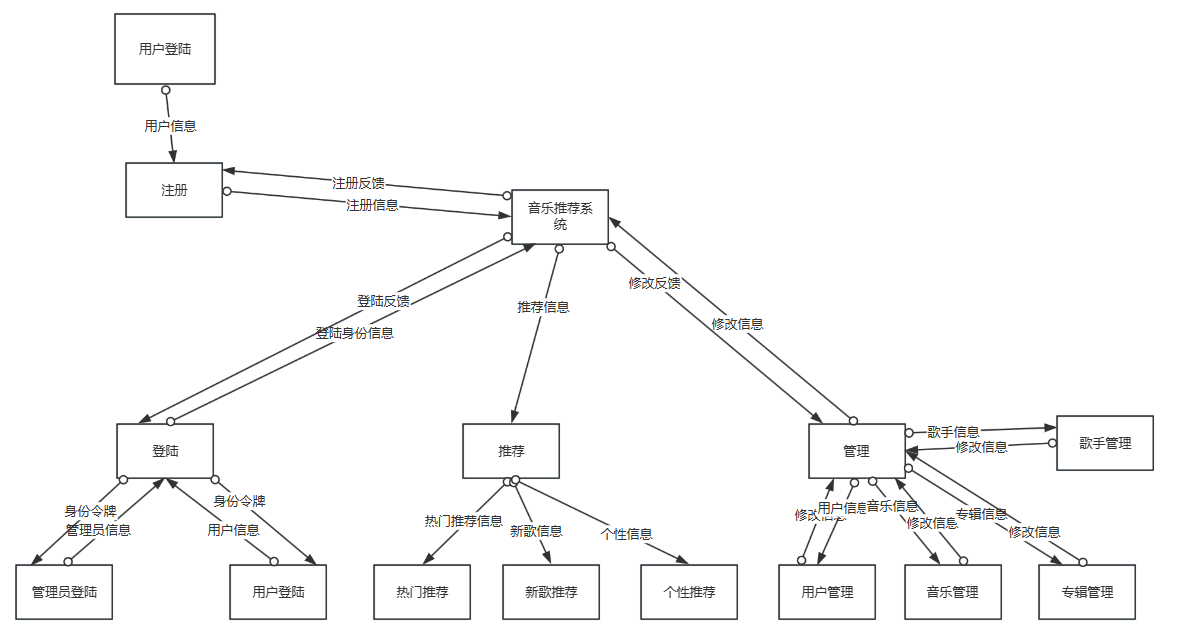 用户登陆
用户信息
注册
注册反馈
注册信息
音乐推荐系
统
登陆反馈
登陆身份信息
推荐信息
修改反馈
修改信息
登陆
推荐
管理
歌手信息
修改信息
歌手管理
身份令牌
管理员信息
身份令牌
用户信息
热门推荐信息
新歌信息
个性信息
修改信息
用户信息
音乐信息
修改信息
专辑信息
修改信息
管理员登陆
用户登陆
热门推荐
新歌推荐
个性推荐
用户管理
音乐管理
专辑管理